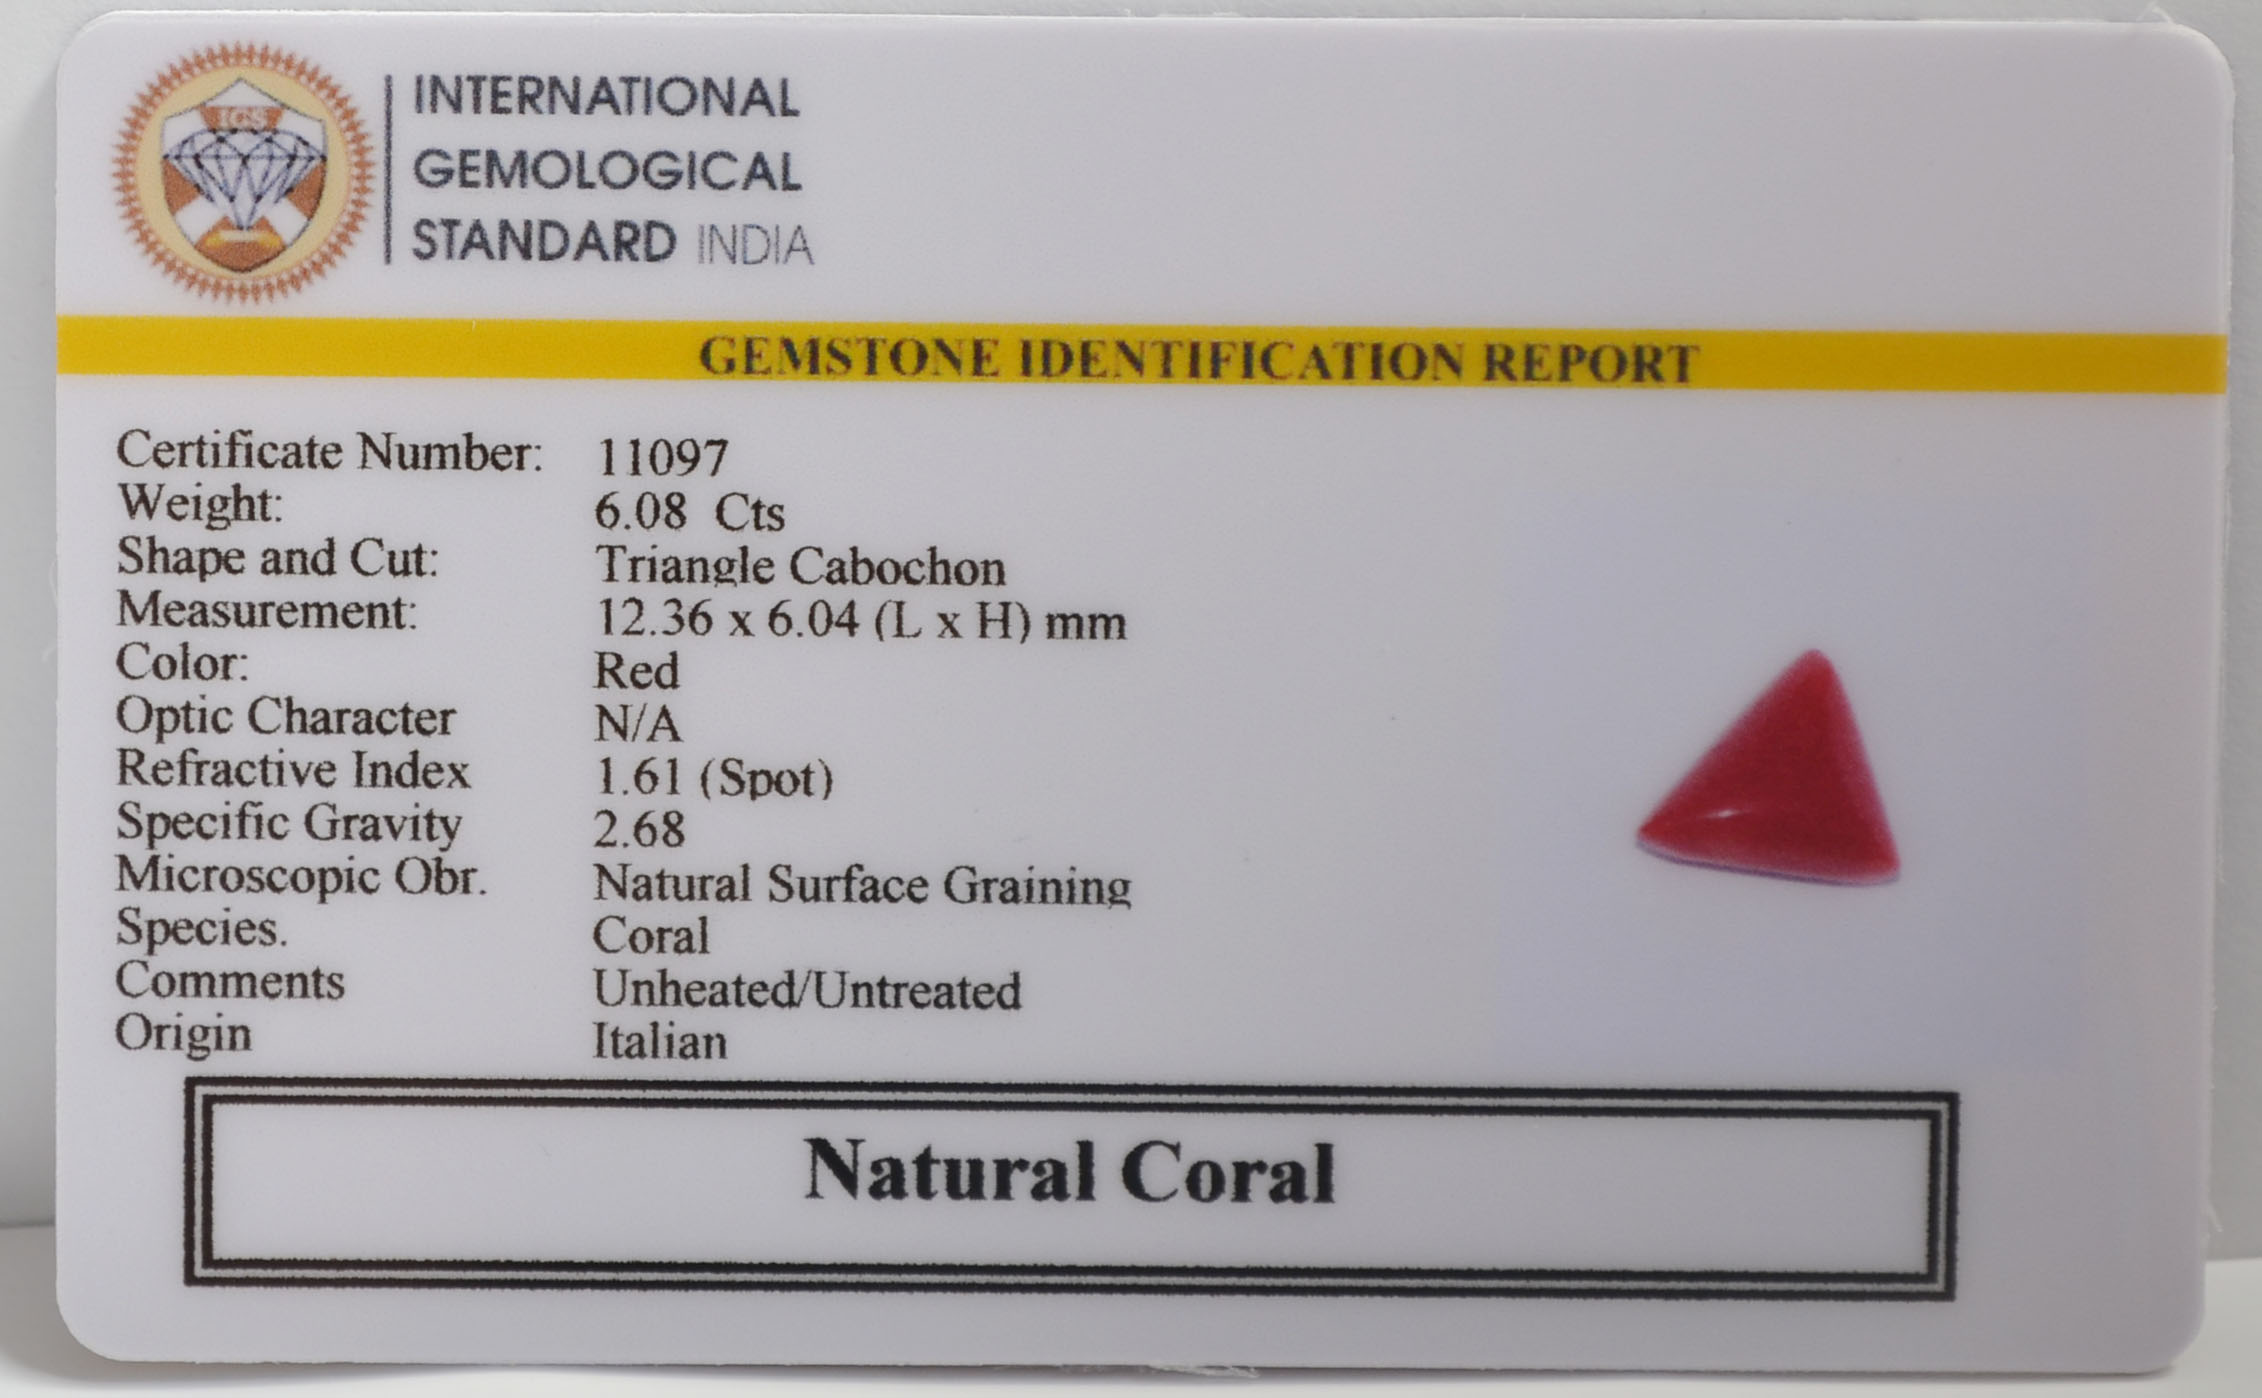 IGS
INTERNATIONAL
GEMOLOGICAL
STANDARD INDIA
GEMSTONE IDENTIFICATION REPORT
Certificate Number: 11097
Weight: 6.08 Cts
Shape and Cut: Triangle Cabochon
Measurement: 12.36 x 6.04 (L x H) mm
Color: Red
Optic Character N/A
Refractive Index 1.61 (Spot)
Specific Gravity 2.68
Microscopic Obr. Natural Surface Graining
Species. Coral
Comments Unheated/Untreated
Origin Italian
Natural Coral